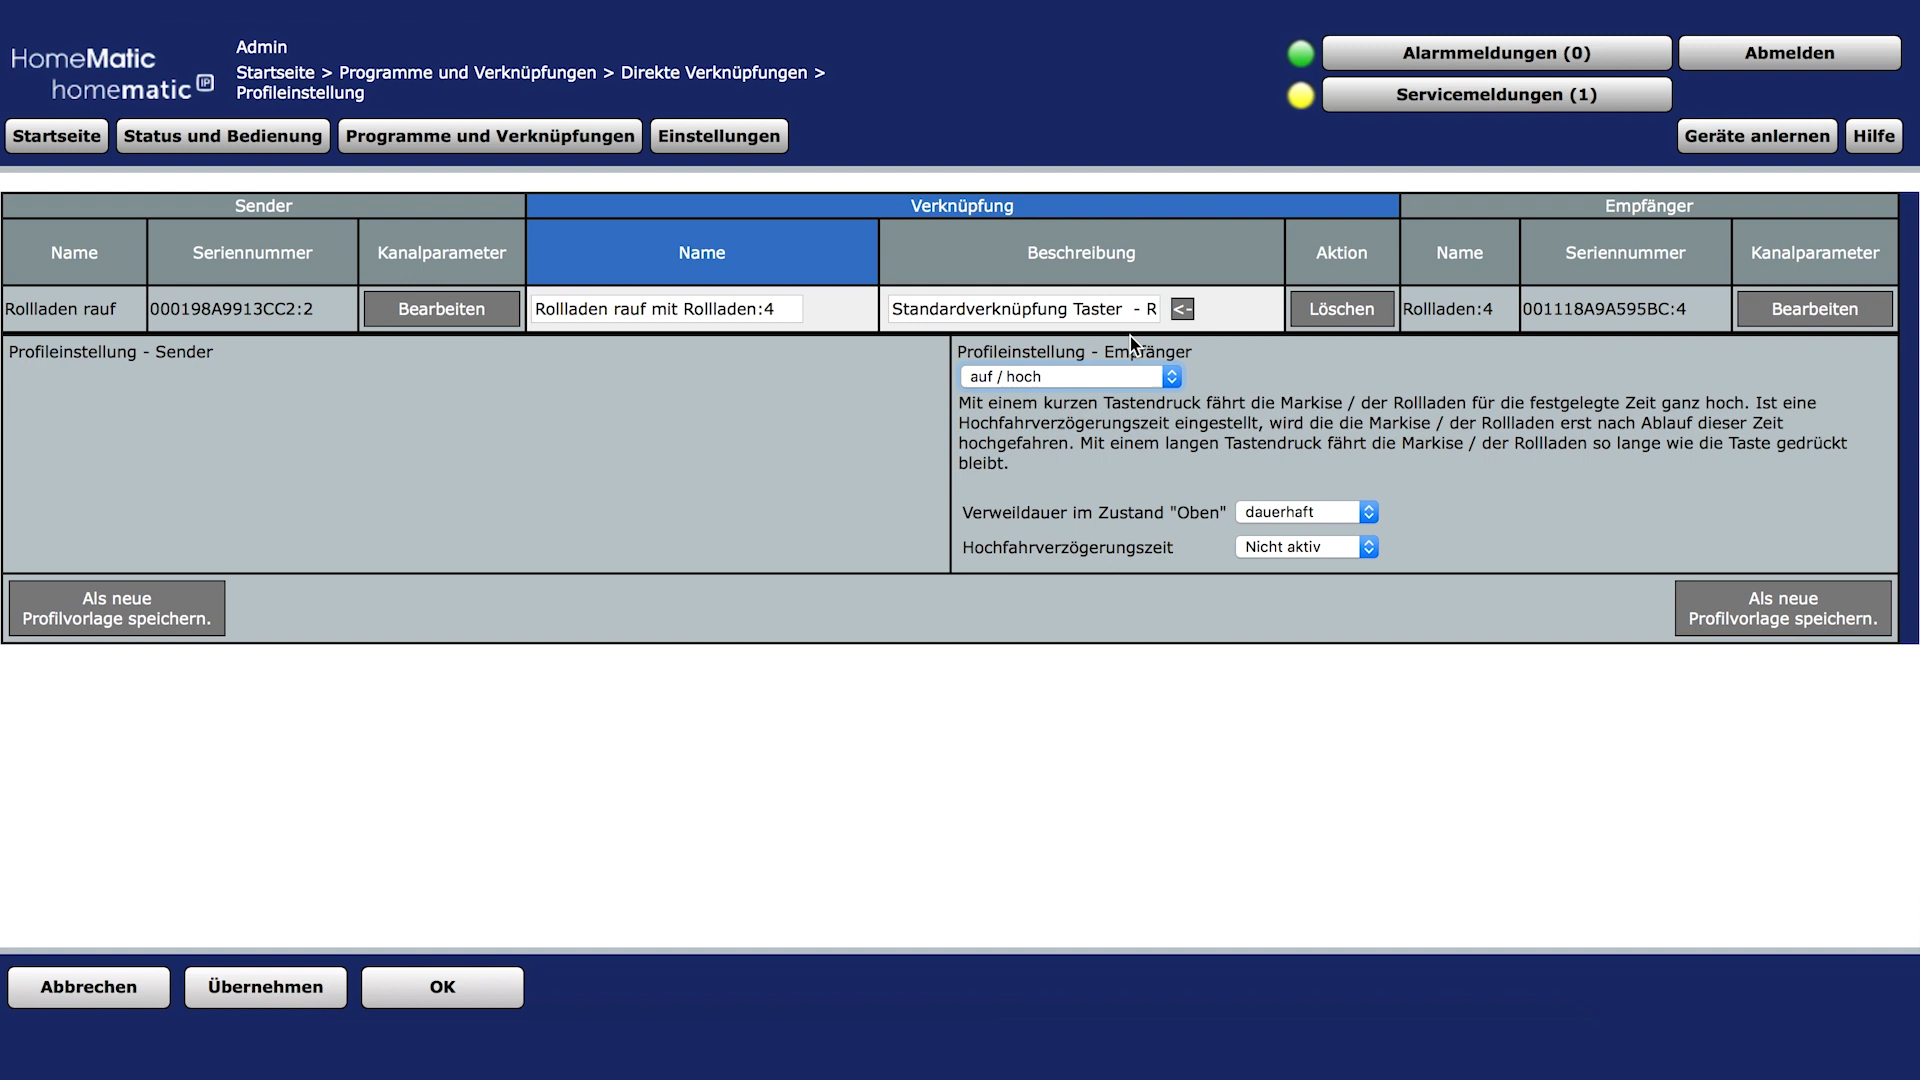 HomeMatic
homematic IP
Admin
Startseite > Programme und Verknüpfungen > Direkte Verknüpfungen >
Profileinstellung
Alarmmeldungen (0)
Abmelden
Servicemeldungen (1)
Startseite
Status und Bedienung
Programme und Verknüpfungen
Einstellungen
Geräte anlernen
Hilfe
Sender
Verknüpfung
Empfänger
Name
Seriennummer
Kanalparameter
Name
Beschreibung
Aktion
Name
Seriennummer
Kanalparameter
Rollladen rauf
000198A9913CC2:2
Bearbeiten
Rollladen rauf mit Rollladen:4
Standardverknüpfung Taster - R
<-
Löschen
Rollladen:4
001118A9A595BC:4
Bearbeiten
Profileinstellung - Sender
Profileinstellung - Empfänger
auf / hoch
Mit einem kurzen Tastendruck fährt die Markise / der Rollladen für die festgelegte Zeit ganz hoch. Ist eine
Hochfahrverzögerungszeit eingestellt, wird die die Markise / der Rollladen erst nach Ablauf dieser Zeit
hochgefahren. Mit einem langen Tastendruck fährt die Markise / der Rollladen so lange wie die Taste gedrückt
bleibt.
Verweildauer im Zustand "Oben"
dauerhaft
Hochfahrverzögerungszeit
Nicht aktiv
Als neue
Profilvorlage speichern.
Als neue
Profilvorlage speichern.
Abbrechen
Übernehmen
OK